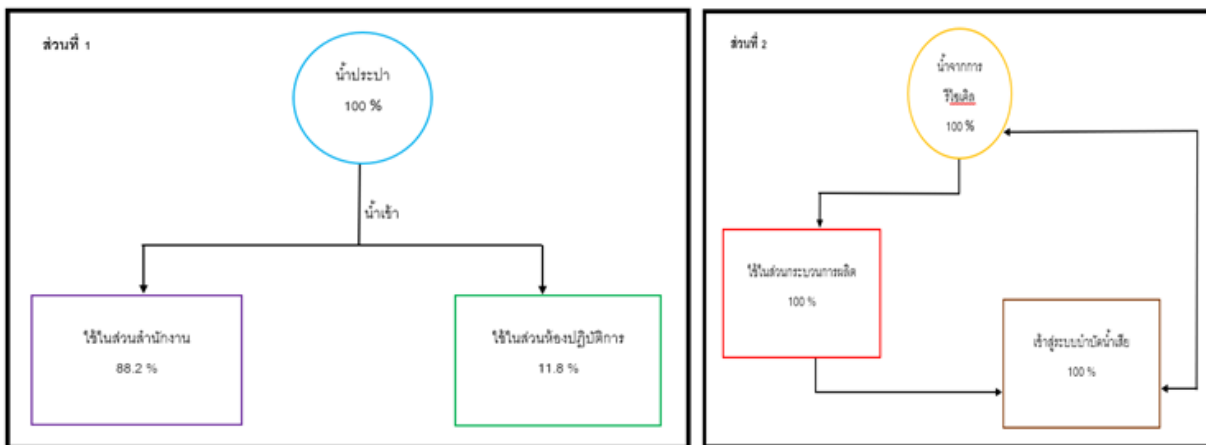 ส่วนที่ 1
น้ำประปา
100 %
น้ำเข้า
ใช้ในส่วนสำนักงาน
88.2 %
ใช้ในส่วนห้องปฏิบัติการ
11.8 %
ส่วนที่ 2
น้ำจากการ
รีไซเคิล
100 %
ใช้ในส่วนกระบวนการผลิต
100 %
เข้าสู่ระบบบำบัดน้ำเสีย
100 %